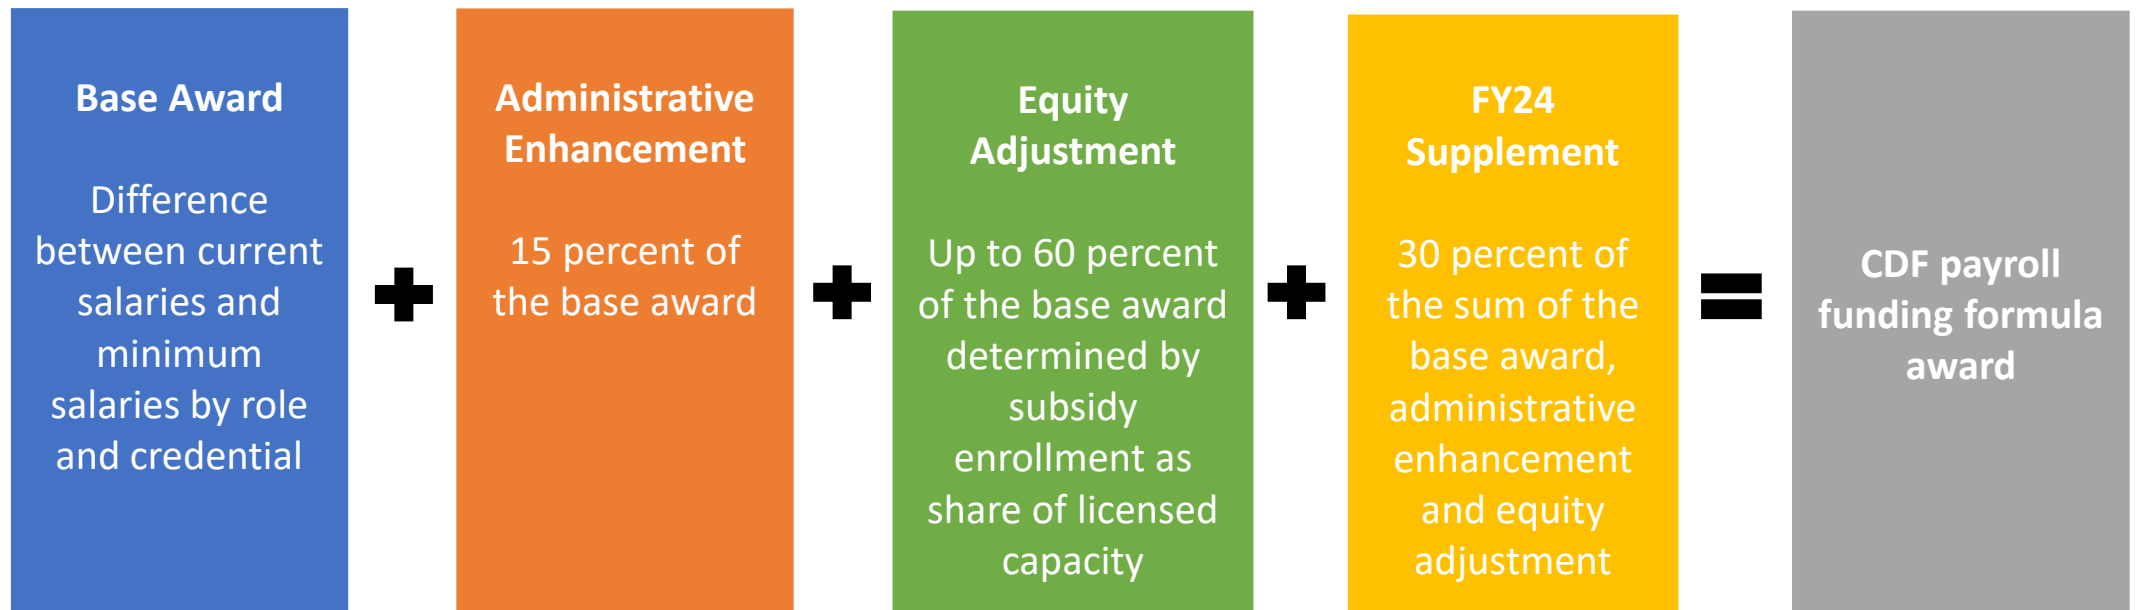 Base Award
Difference
between current
salaries and
minimum
salaries by role
and credential
Administrative
Enhancement
15 percent of
the base award
Equity
Adjustment
Up to 60 percent
of the base award
determined by
subsidy
enrollment as
share of licensed
capacity
FY24
Supplement
30 percent of
the sum of the
base award,
administrative
enhancement
and equity
adjustment
CDF payroll
funding formula
award